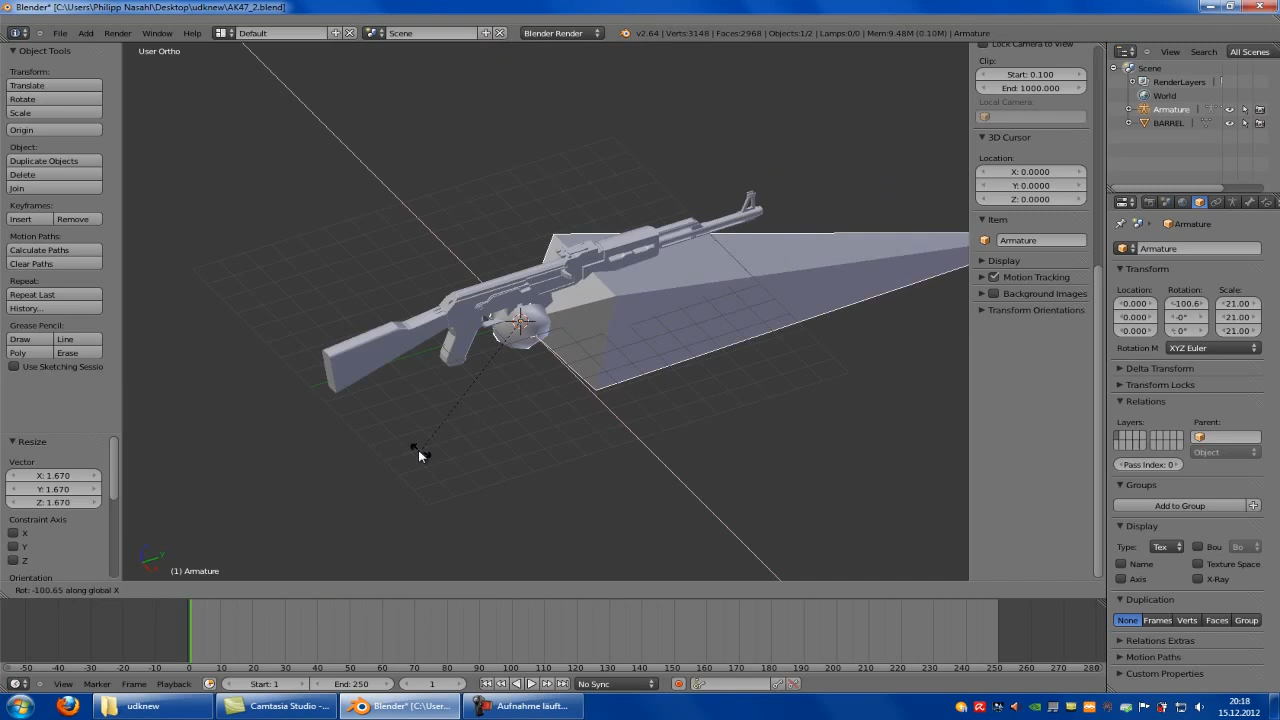 Blender* [C:\Users\Philipp Nasahl\Desktop\udknew\AK47_2.blend]
File Add Render Window Help Default Scene Blender Render v2.64 | Verts:3148 | Faces:2968 | Objects:1/2 | Lamps:0/0 | Mem:9.48M (0.10M) | Armature View Search All Scenes
Object Tools
Transform:
Translate
Rotate
Scale
Origin
Object:
Duplicate Objects
Delete
Join
Keyframes:
Insert Remove
Motion Paths:
Calculate Paths
Clear Paths
Repeat:
Repeat Last
History...
Grease Pencil:
Draw Line
Poly Erase
Use Sketching Sessio
Resize
Vector
X: 1.670
Y: 1.670
Z: 1.670
Constraint Axis
X
Y
Z
Orientation
User Ortho
(1) Armature
Rot: -100.65 along global X
Lock Camera to View
Clip:
Start: 0.100
End: 1000.000
Local Camera:
3D Cursor
Location:
X: 0.0000
Y: 0.0000
Z: 0.0000
Item
Armature
Display
Motion Tracking
Background Images
Transform Orientations
Scene
RenderLayers
World
Armature
BARREL
Armature
Armature
Transform
Location: Rotation: Scale:
0.000 -100.6° 21.00
0.000 -0° 21.00
0.000 -0° 21.00
Rotation M XYZ Euler
Delta Transform
Transform Locks
Relations
Layers: Parent:
Object
Pass Index: 0
Groups
Add to Group
Display
Type: Tex Bou Bo
Name Texture Space
Axis X-Ray
Duplication
None Frames Verts Faces Group
Relations Extras
Motion Paths
Custom Properties
-50 -40 -30 -20 -10 0 10 20 30 40 50 60 70 80 90 100 110 120 130 140 150 160 170 180 190 200 210 220 230 240 250 260 270 280
View Marker Frame Playback Start: 1 End: 250 1 No Sync
udknew Camtasia Studio -... Blender* [C:\User... Aufnahme läuft... 20:18
15.12.2012